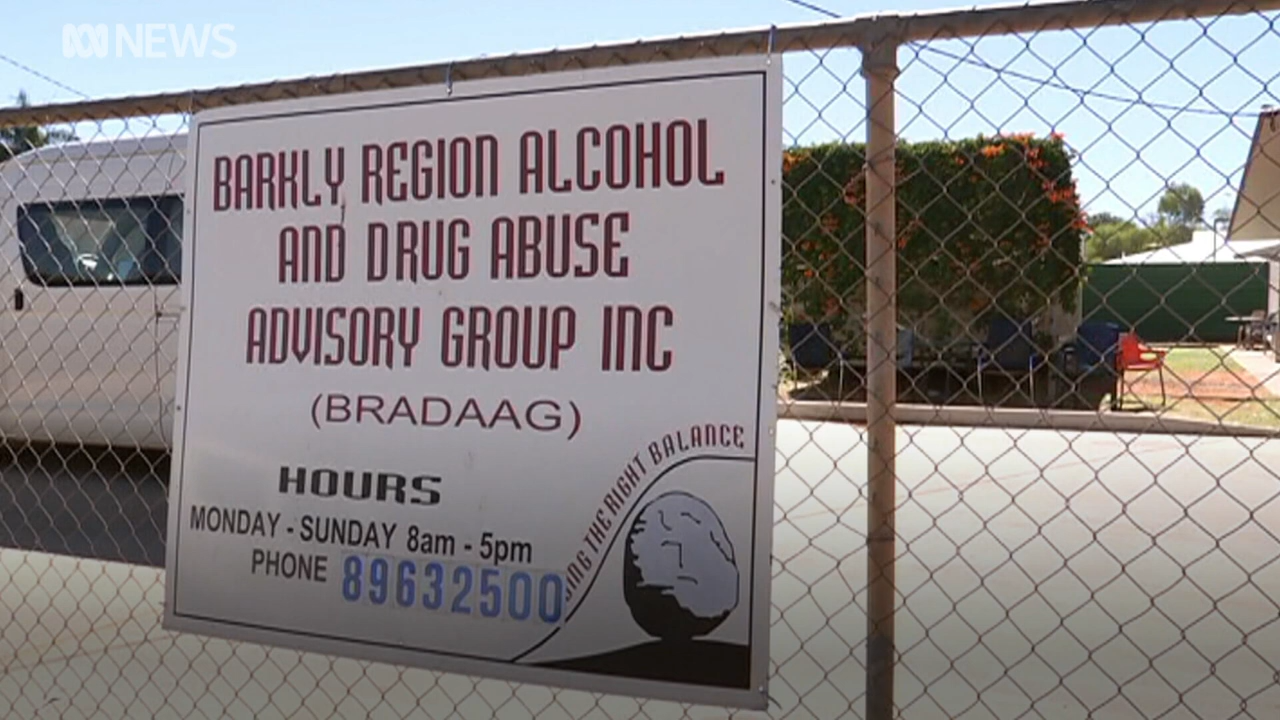 NEWS
BARKLY REGION ALCOHOL
AND DRUG ABUSE
ADVISORY GROUP INC
(BRADAAG)
HOURS
MONDAY - SUNDAY 8am - 5pm
PHONE 89632500
THE RIGHT BALANCE